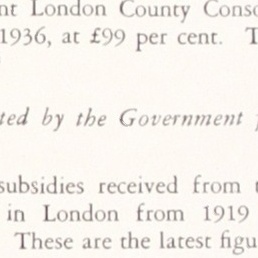 nt London County Conso
1936, at £99 per cent. T
ted by the Government
subsidies received from
in London from 1919
These are the latest figu